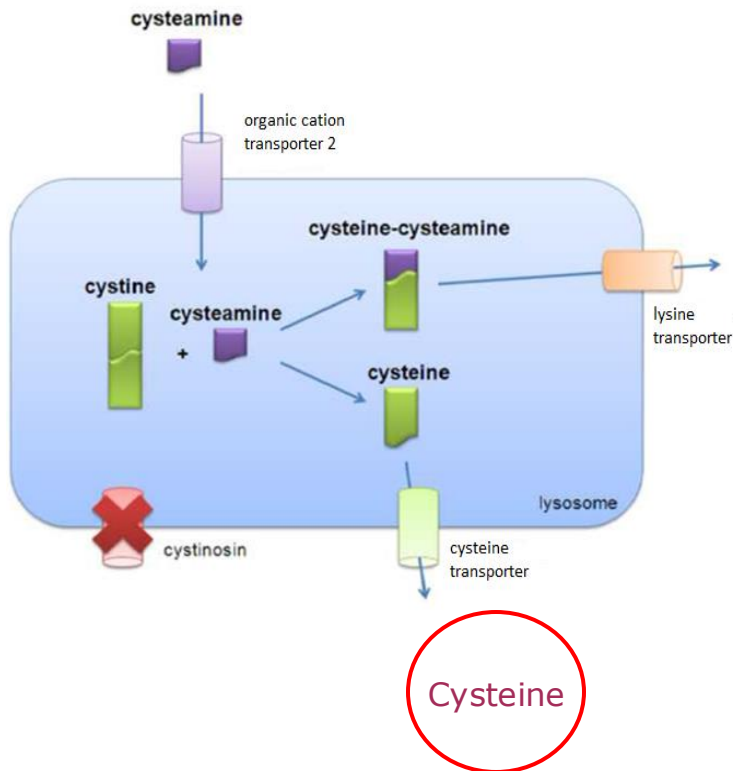 cysteamine
organic cation
transporter 2
cysteine-cysteamine
cystine
cysteamine
+
lysine
transporter
cysteine
lysosome
cystinosin
cysteine
transporter
Cysteine